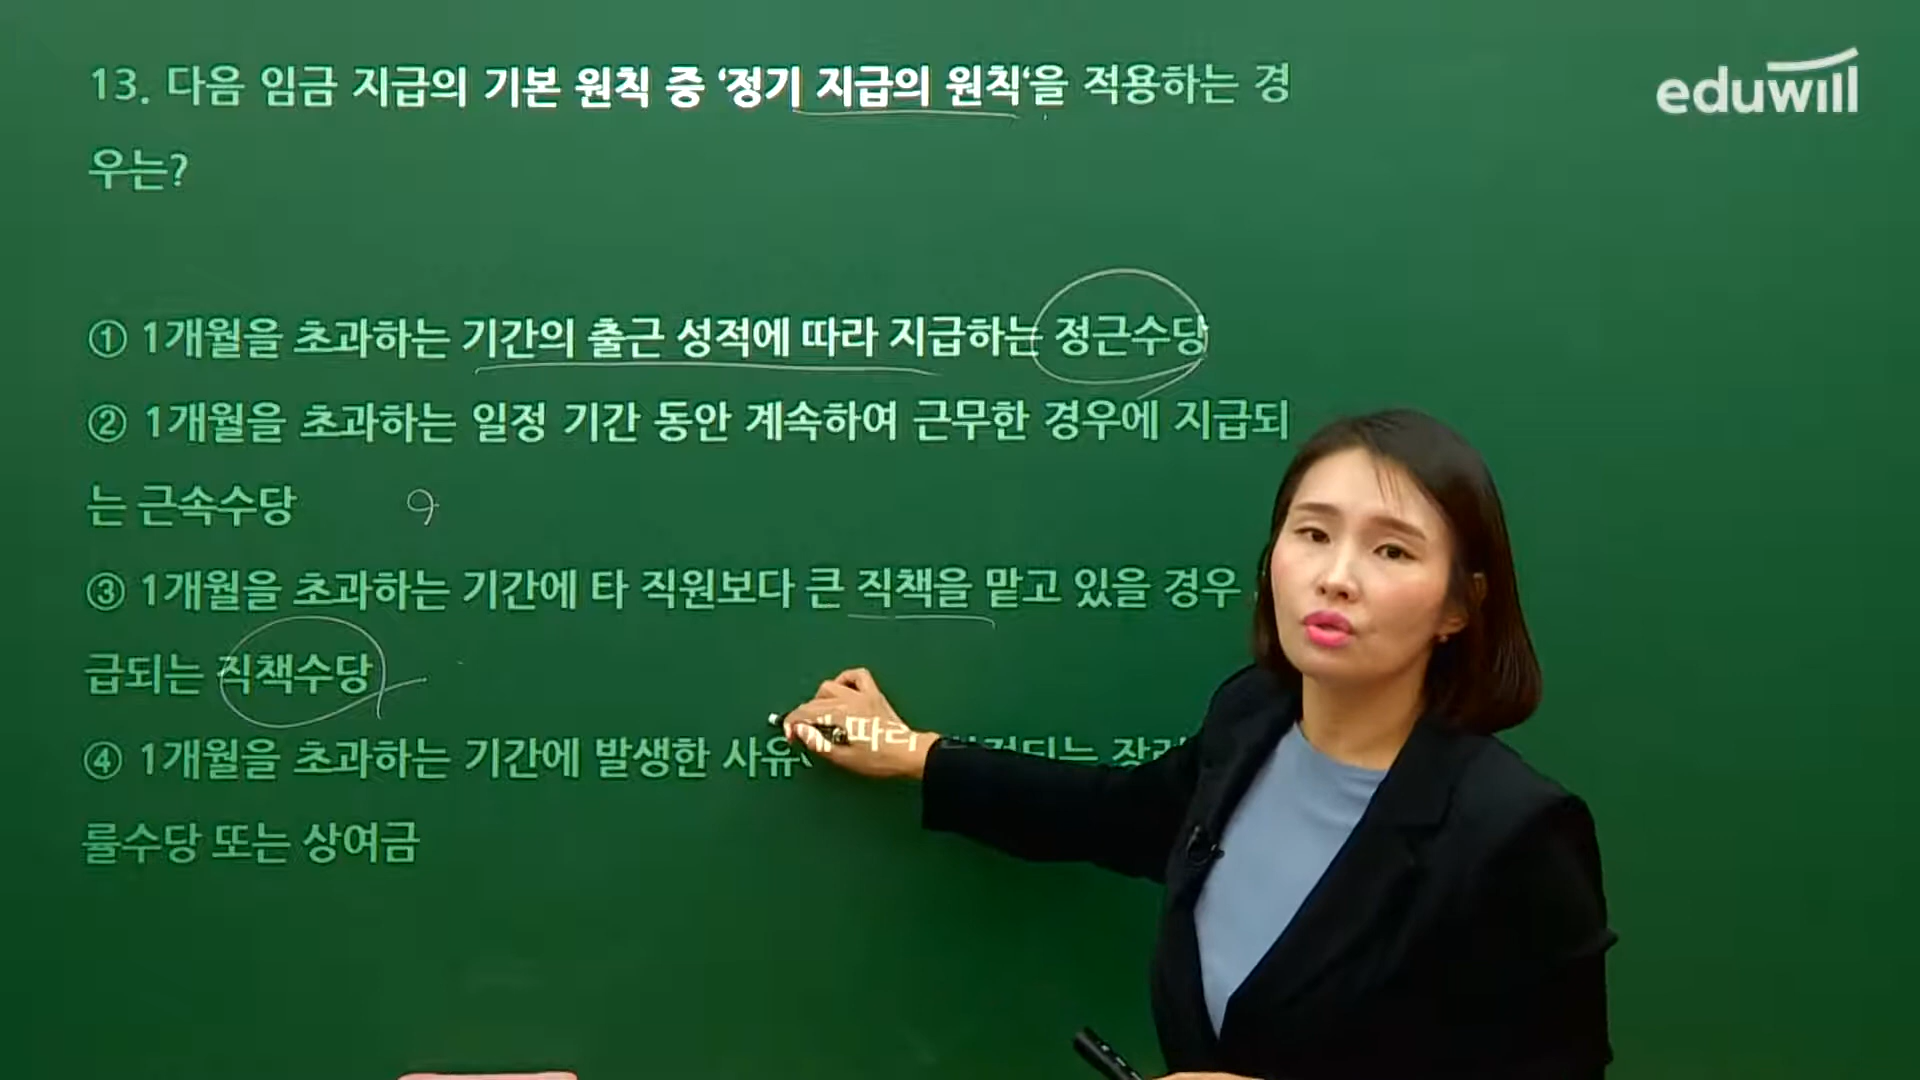 13. 다음 임금 지급의 기본 원칙 중 ‘정기 지급의 원칙‘을 적용하는 경
우는?
eduwill
① 1개월을 초과하는 기간의 출근 성적에 따라 지급하는 정근수당
② 1개월을 초과하는 일정 기간 동안 계속하여 근무한 경우에 지급되
는 근속수당
③ 1개월을 초과하는 기간에 타 직원보다 큰 직책을 맡고 있을 경우
급되는 직책수당
④ 1개월을 초과하는 기간에 발생한 사유에 따라
률수당 또는 상여금